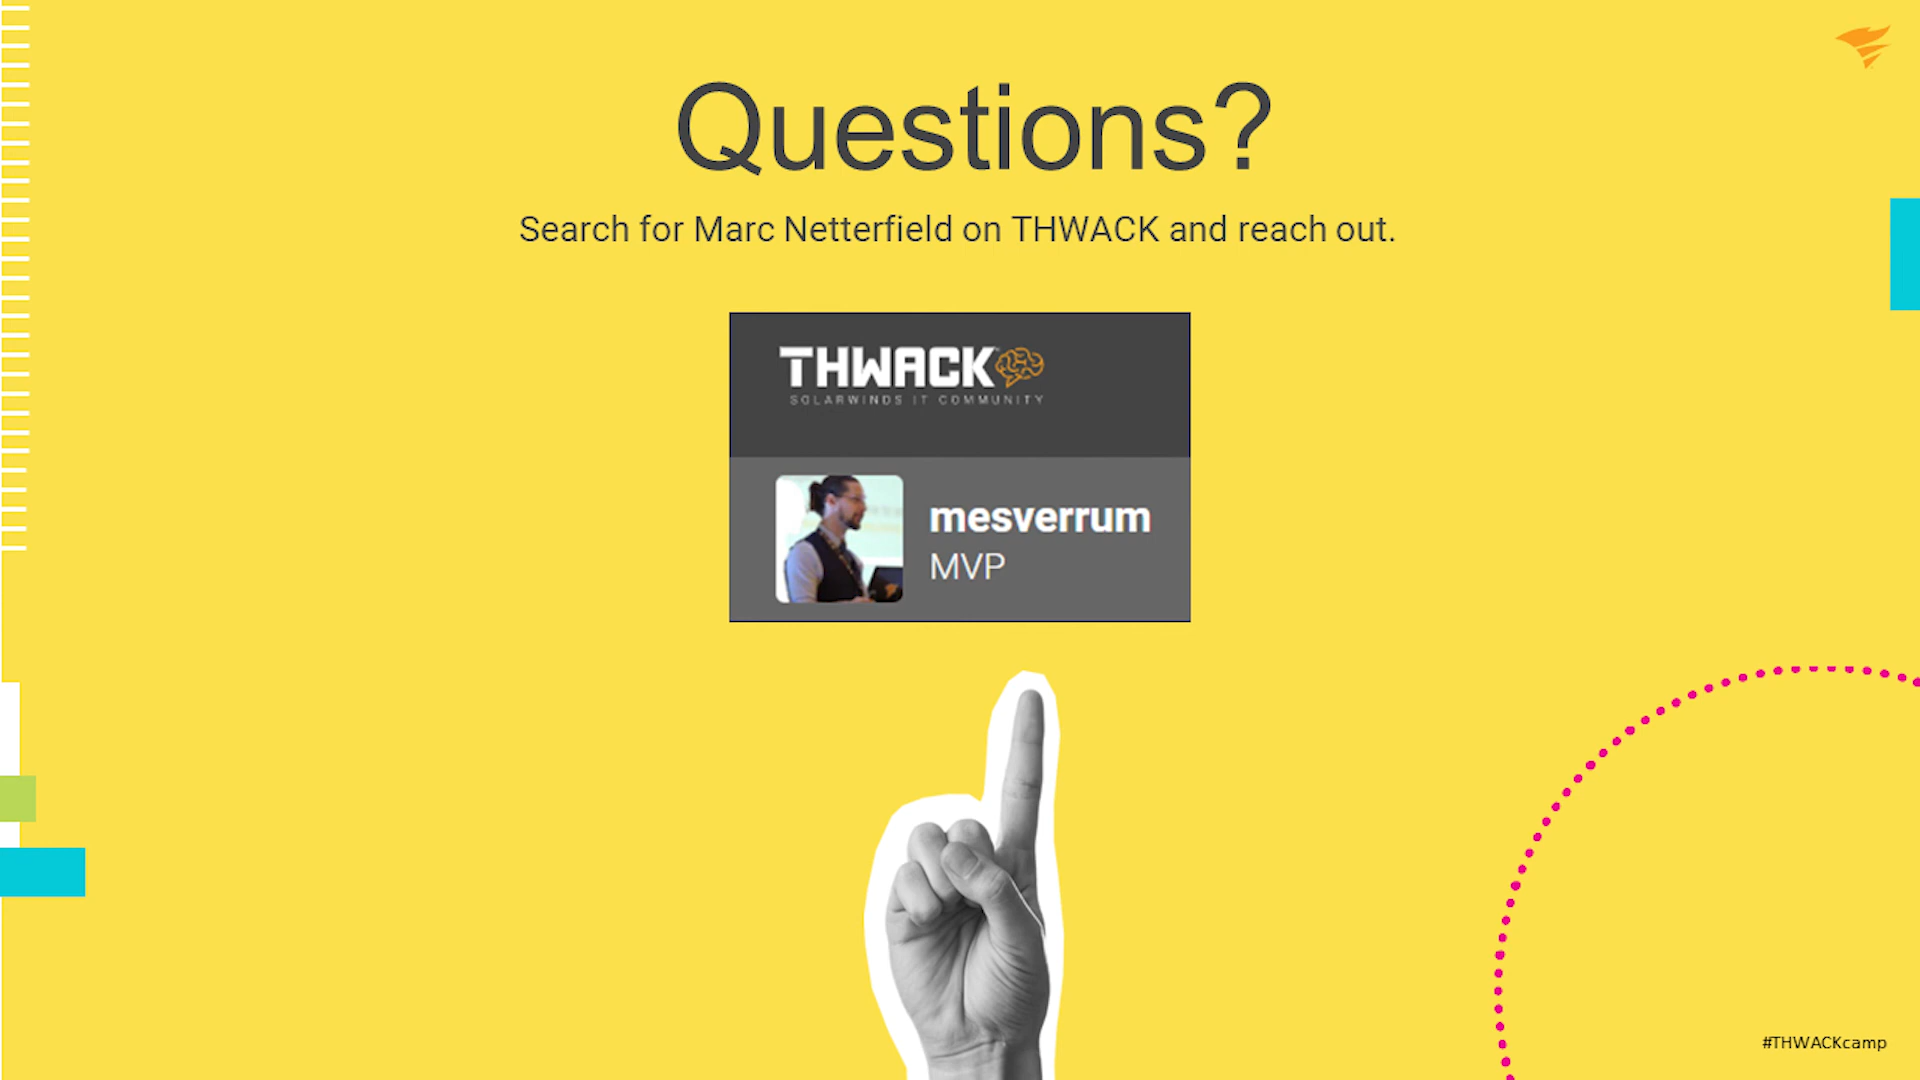 Questions?
Search for Marc Netterfield on THWACK and reach out.
THWACK
SOLARWINDS IT COMMUNITY
mesverrum
MVP
#THWACKcamp